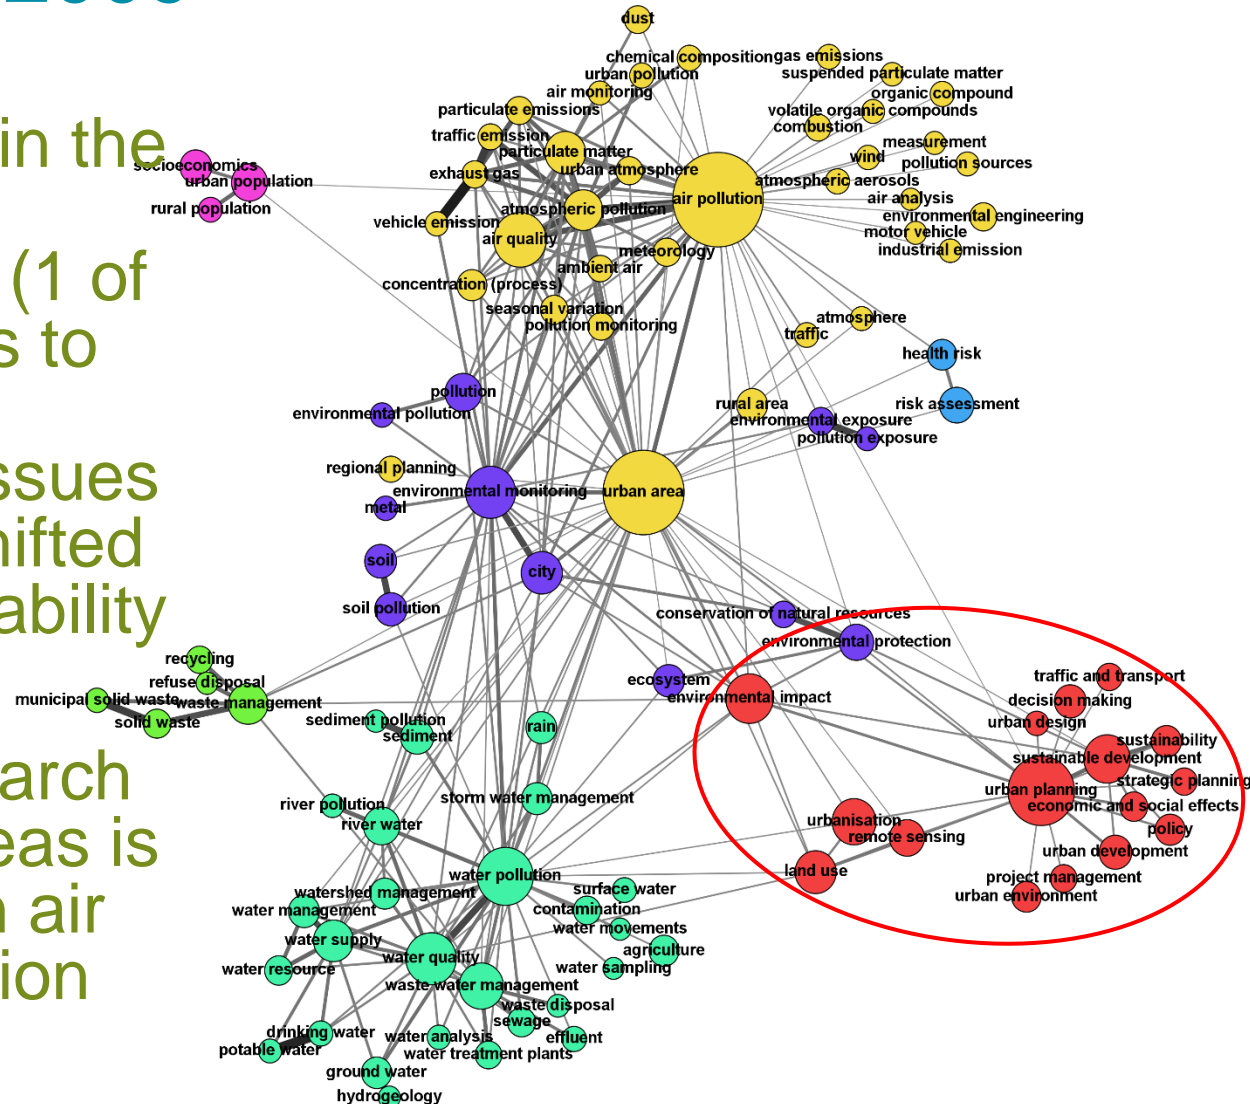 in the
(1 of
s to
ssues
nifted
ability
arch
eas is
n air
ion
dust
chemical composition
gas emissions
urban pollution
suspended particulate matter
air monitoring
organic compound
particulate emissions
volatile organic compounds
combustion
traffic emission
measurement
particulate matter
wind
pollution sources
socioeconomics
urban atmosphere
exhaust gas
urban population
atmospheric aerosols
air pollution
air analysis
rural population
atmospheric pollution
environmental engineering
vehicle emission
motor vehicle
air quality
meteorology
industrial emission
ambient air
concentration (process)
seasonal variation
pollution monitoring
atmosphere
traffic
health risk
pollution
rural area
risk assessment
environmental pollution
environmental exposure
pollution exposure
regional planning
environmental monitoring
urban area
metal
soil
city
soil pollution
conservation of natural resources
environmental protection
recycling
refuse disposal
ecosystem
traffic and transport
municipal solid waste
waste management
environmental impact
decision making
solid waste
sediment pollution
rain
urban design
sediment
sustainability
sustainable development
strategic planning
urban planning
river pollution
storm water management
economic and social effects
river water
urbanisation
policy
remote sensing
urban development
water pollution
land use
project management
watershed management
surface water
urban environment
water management
contamination
water movements
water supply
agriculture
water quality
water resource
water sampling
waste water management
waste disposal
sewage
drinking water
water analysis
effluent
potable water
water treatment plants
ground water
hydrogeology